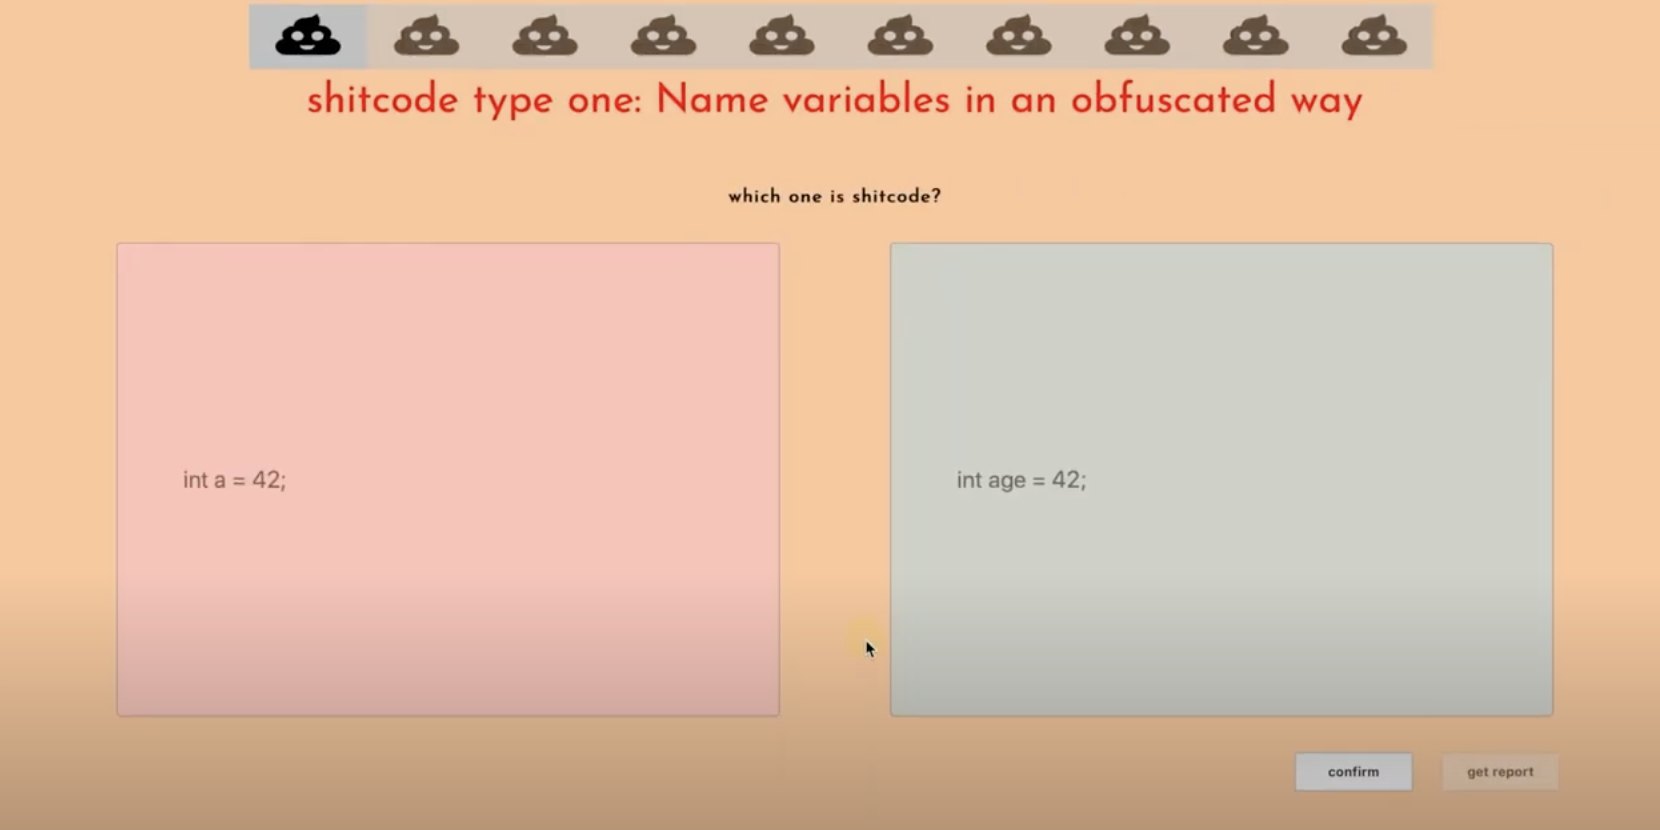 shitcode type one: Name variables in an obfuscated way
which one is shitcode?
int a = 42;
int age = 42;
confirm
get report